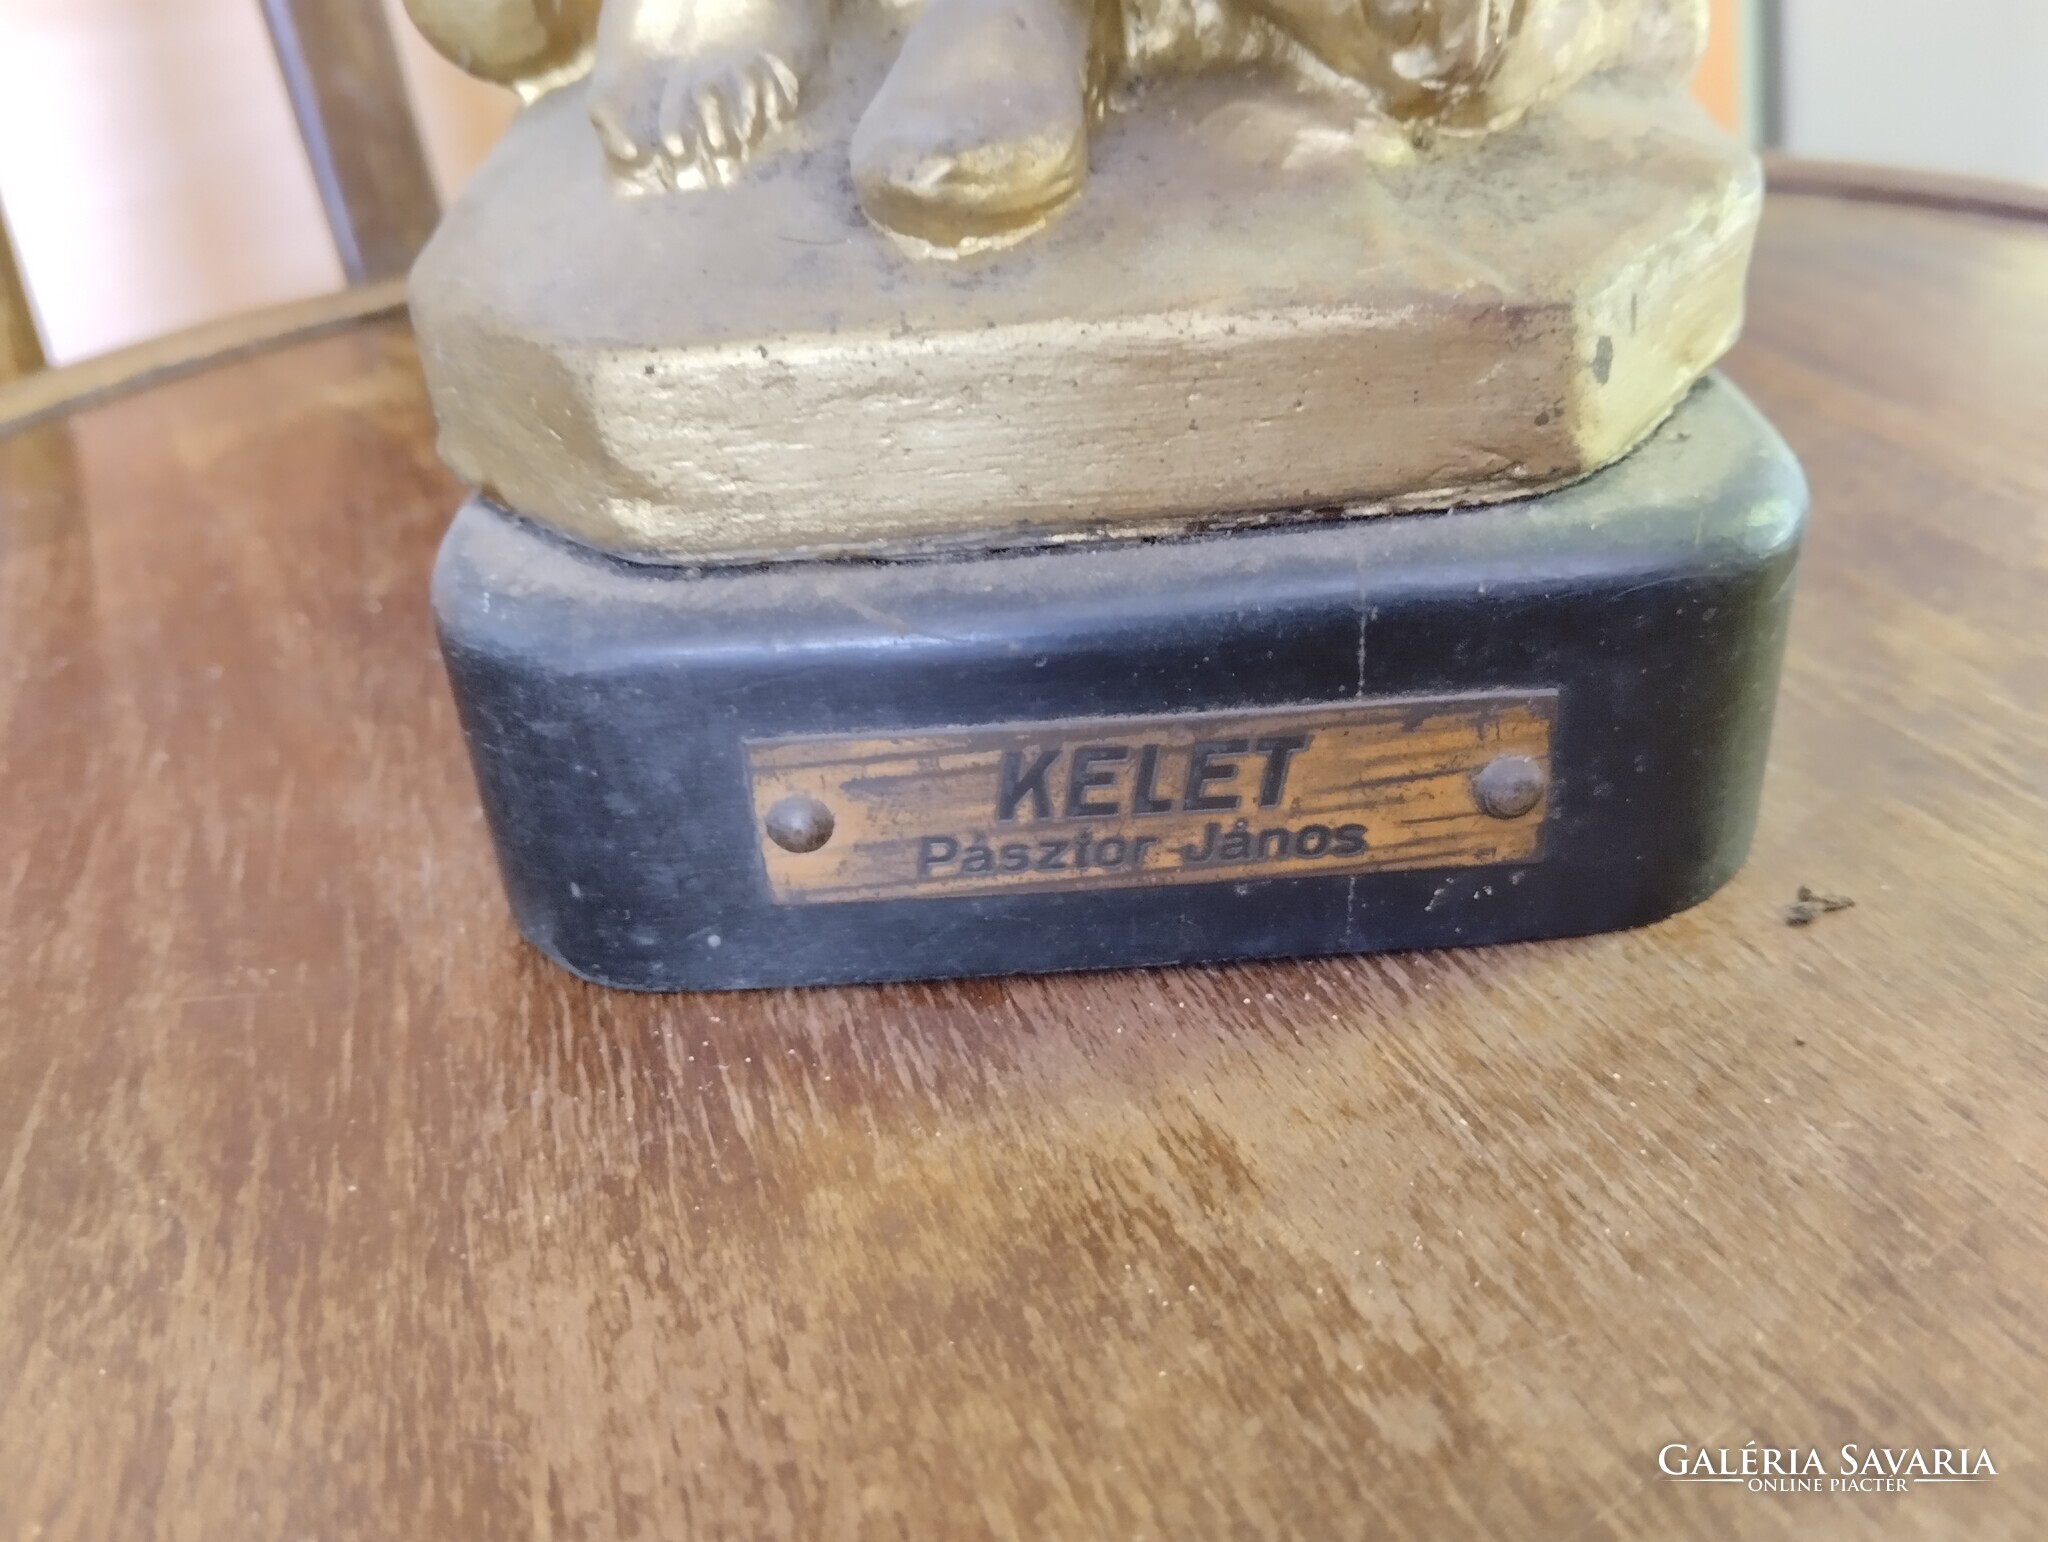 KELET
Pásztor János
GALÉRIA SAVARIA
ONLINE PIACTÉR